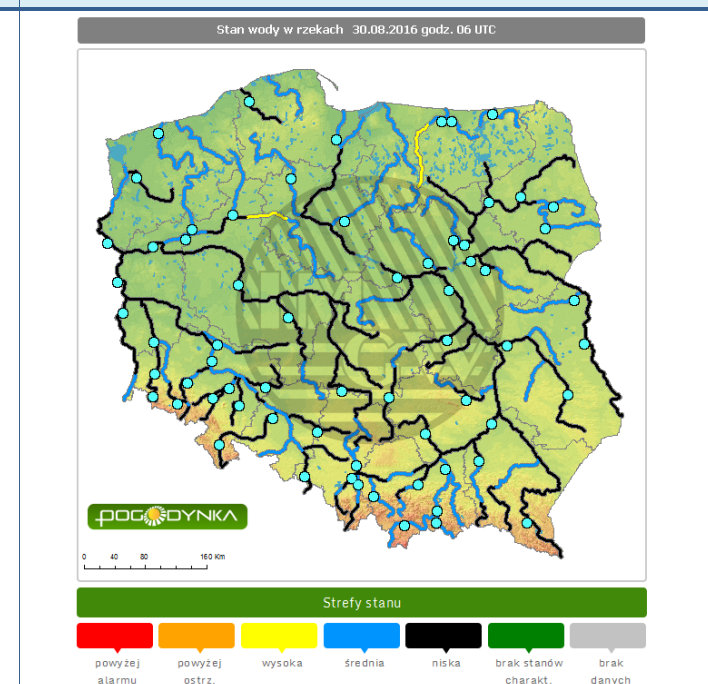 Stan wody w rzekach 30.08.2016 godz. 06 UTC
POGODYNKA
0 40 80 160 Km
Strefy stanu
powyżej alarmu
powyżej ostrz.
wysoka
średnia
niska
brak stanów charakt.
brak danych